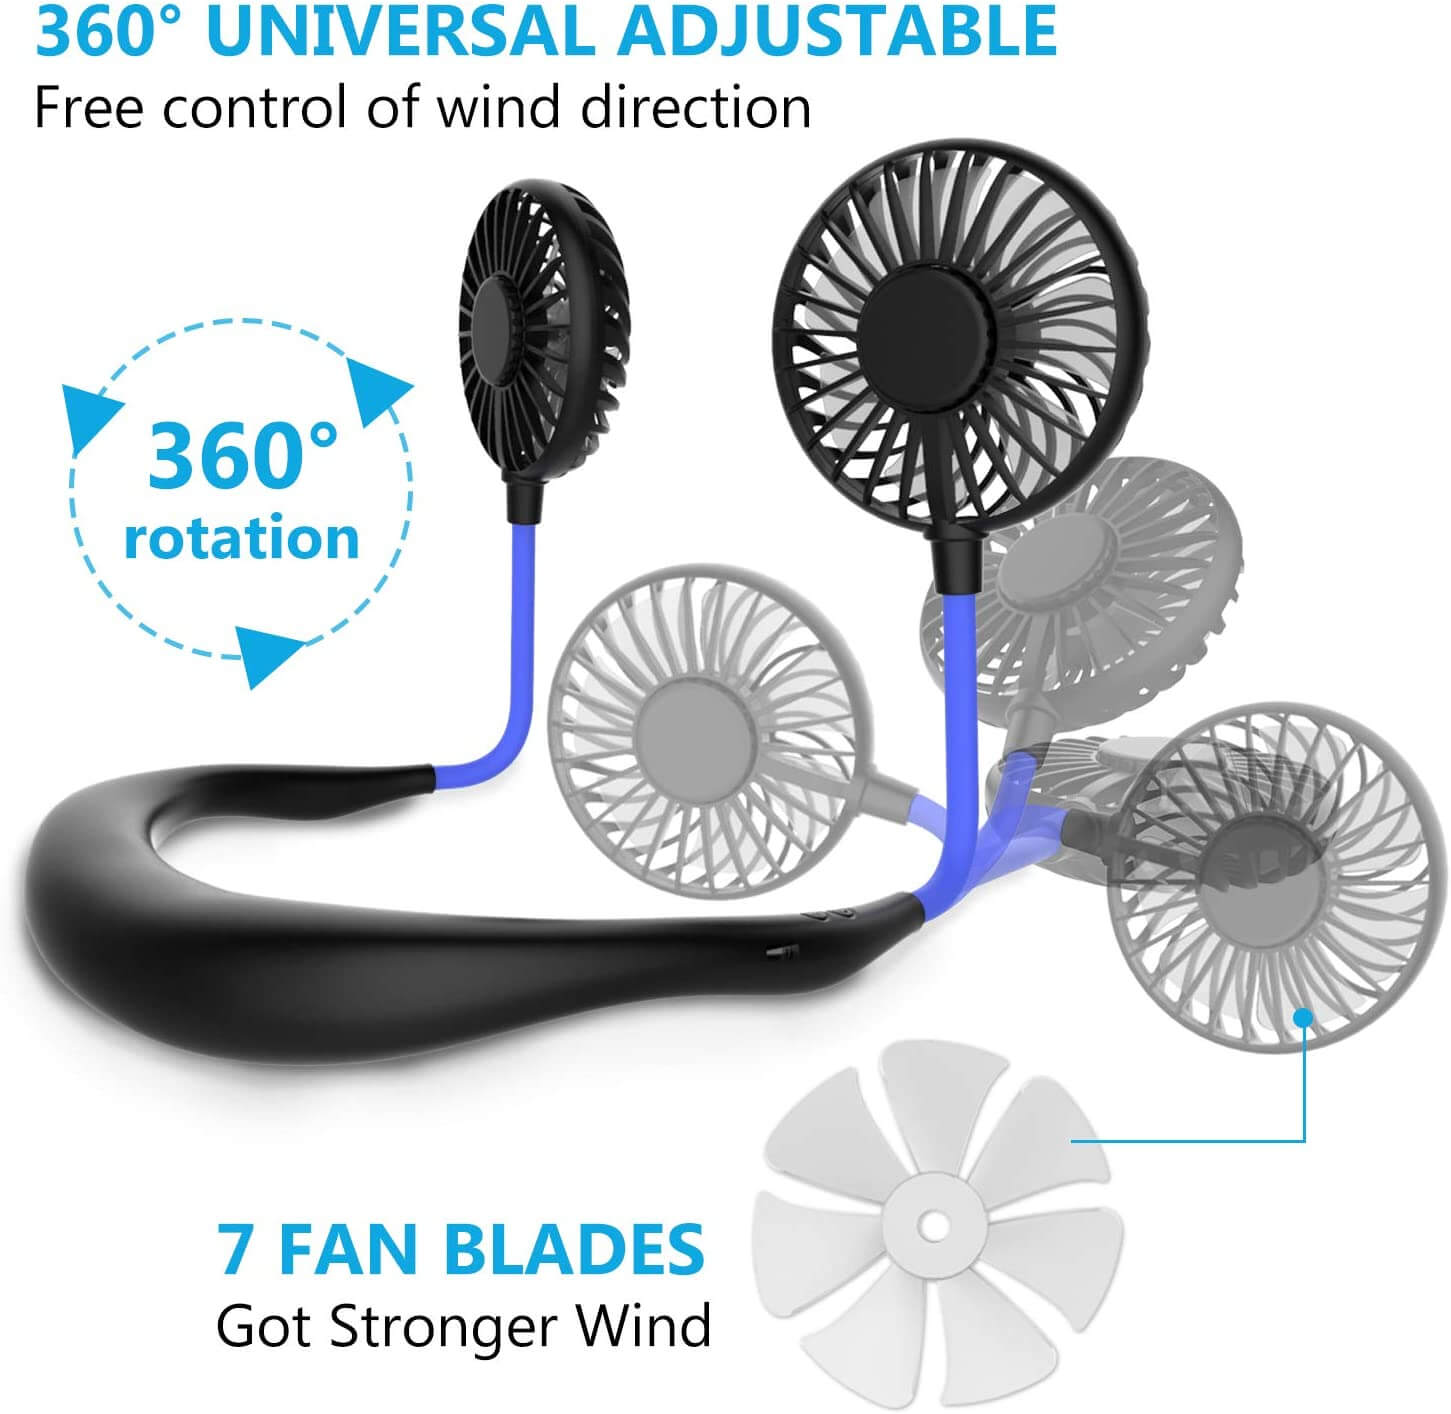 360° UNIVERSAL ADJUSTABLE
Free control of wind direction
360°
rotation
7 FAN BLADES
Got Stronger Wind